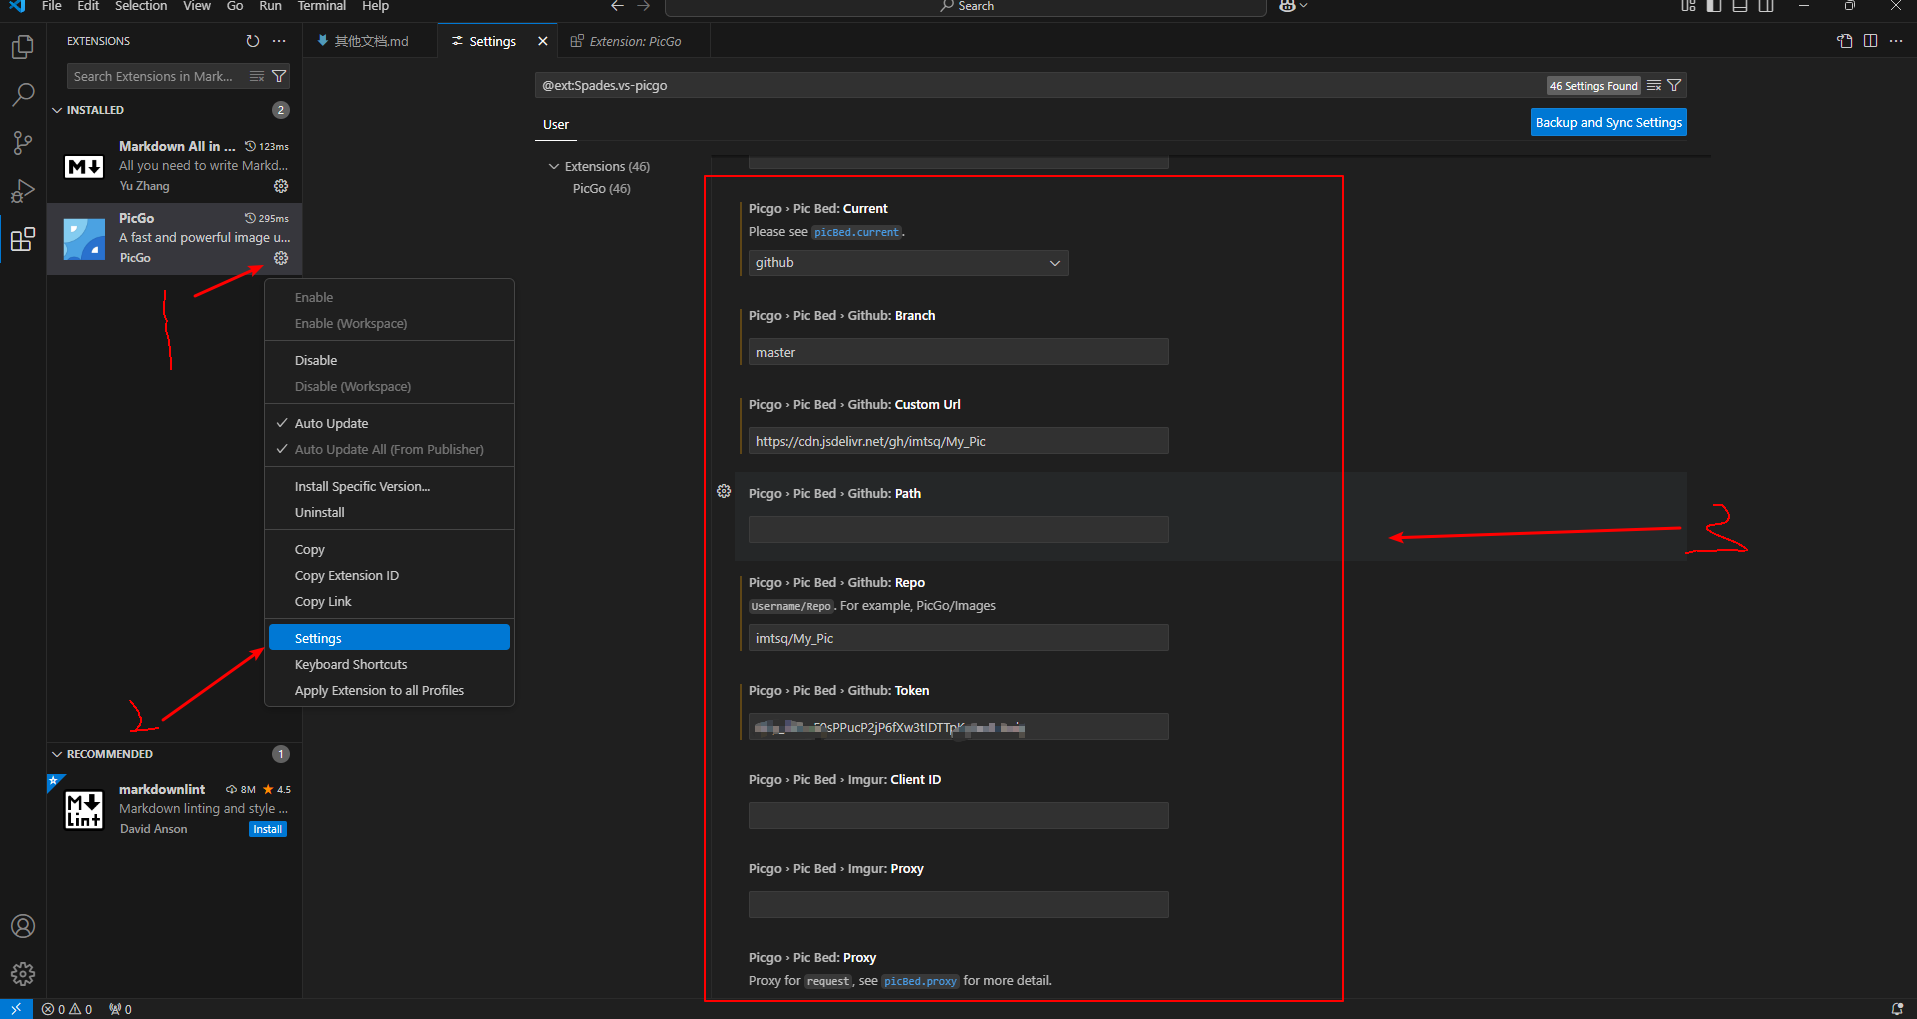 File Edit Selection View Go Run Terminal Help
Search
EXTENSIONS
Search Extensions in Mark...
INSTALLED
2
Markdown All in ... 123ms
All you need to write Markd...
Yu Zhang
PicGo 295ms
A fast and powerful image u...
PicGo
Enable
Enable (Workspace)
Disable
Disable (Workspace)
Auto Update
Auto Update All (From Publisher)
Install Specific Version...
Uninstall
Copy
Copy Extension ID
Copy Link
Settings
Keyboard Shortcuts
Apply Extension to all Profiles
RECOMMENDED
1
markdownlint 8M 4.5
Markdown linting and style ...
David Anson Install
其他文档.md
Settings
Extension: PicGo
@ext:Spades.vs-picgo
46 Settings Found
User
Backup and Sync Settings
Extensions (46)
PicGo (46)
Picgo › Pic Bed: Current
Please see picBed.current.
github
Picgo › Pic Bed › Github: Branch
master
Picgo › Pic Bed › Github: Custom Url
https://cdn.jsdelivr.net/gh/imtsq/My_Pic
Picgo › Pic Bed › Github: Path
Picgo › Pic Bed › Github: Repo
Username/Repo. For example, PicGo/Images
imtsq/My_Pic
Picgo › Pic Bed › Github: Token
Picgo › Pic Bed › Imgur: Client ID
Picgo › Pic Bed › Imgur: Proxy
Picgo › Pic Bed: Proxy
Proxy for request, see picBed.proxy for more detail.
1
2
3
0 0 0